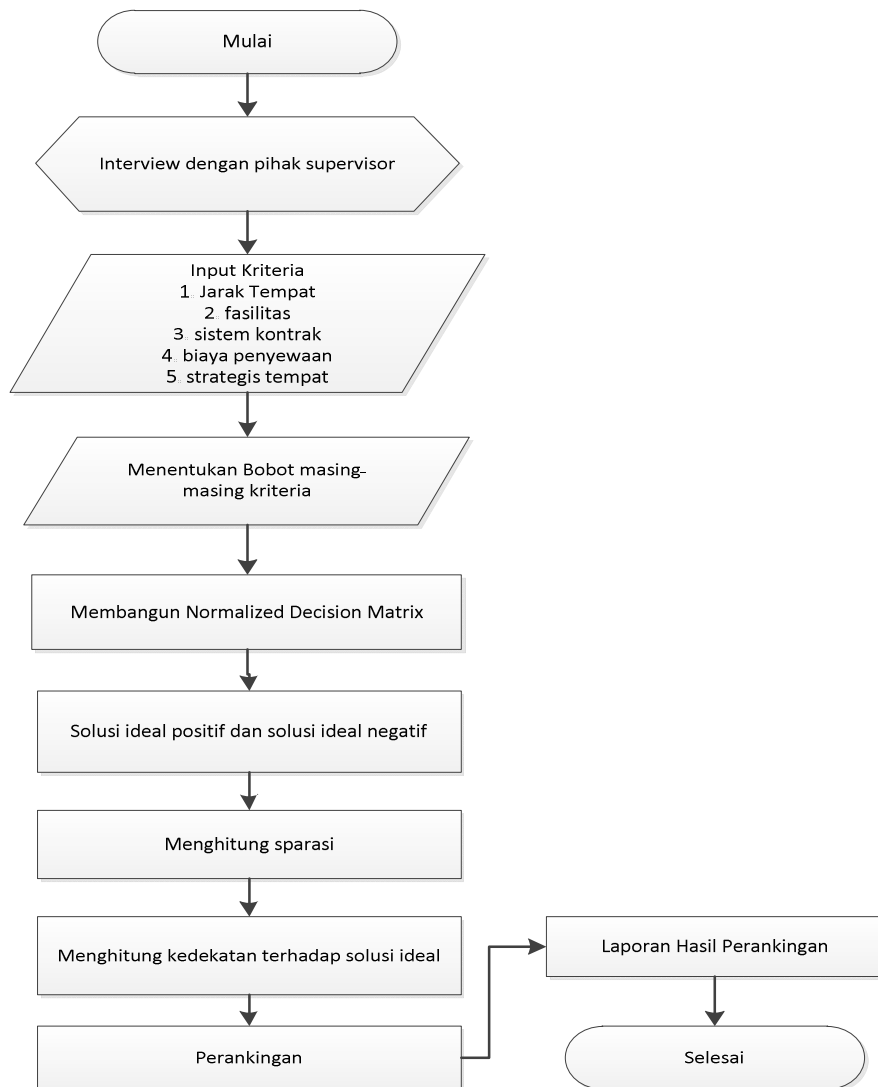 Mulai
Interview dengan pihak supervisor
Input Kriteria
1. Jarak Tempat
2. fasilitas
3. sistem kontrak
4. biaya penyewaan
5. strategis tempat
Menentukan Bobot masing-
masing kriteria
Membangun Normalized Decision Matrix
Solusi ideal positif dan solusi ideal negatif
Menghitung sparasi
Menghitung kedekatan terhadap solusi ideal
Perankingan
Laporan Hasil Perankingan
Selesai